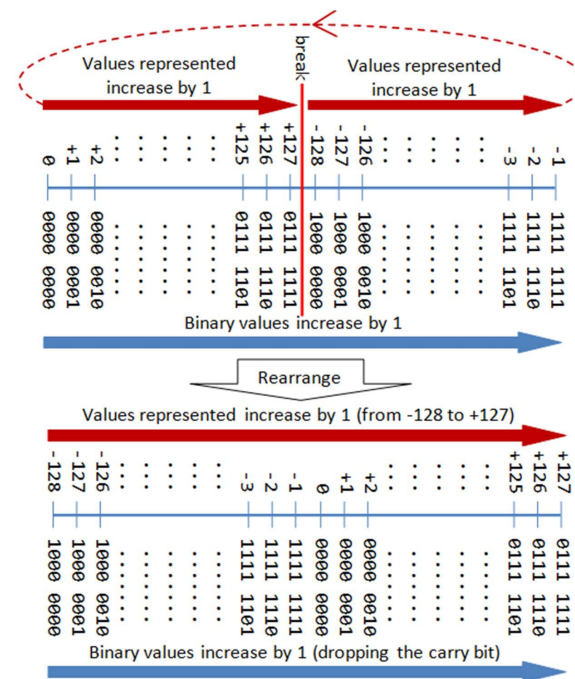 break
Values represented
increase by 1
Values represented
increase by 1
0 +1 +2 . . . . . +125 +126 +127 -128 -127 -126 . . . . . -3 -2 -1
0000 0000
0000 0001
0000 0010
0111 1101
0111 1110
0111 1111
1000 0000
1000 0001
1000 0010
1111 1101
1111 1110
1111 1111
Binary values increase by 1
Rearrange
Values represented increase by 1 (from -128 to +127)
-128 -127 -126 . . . . . -3 -2 -1 0 +1 +2 . . . . . +125 +126 +127
1000 0000
1000 0001
1000 0010
1111 1101
1111 1110
1111 1111
0000 0000
0000 0001
0000 0010
0111 1101
0111 1110
0111 1111
Binary values increase by 1 (dropping the carry bit)